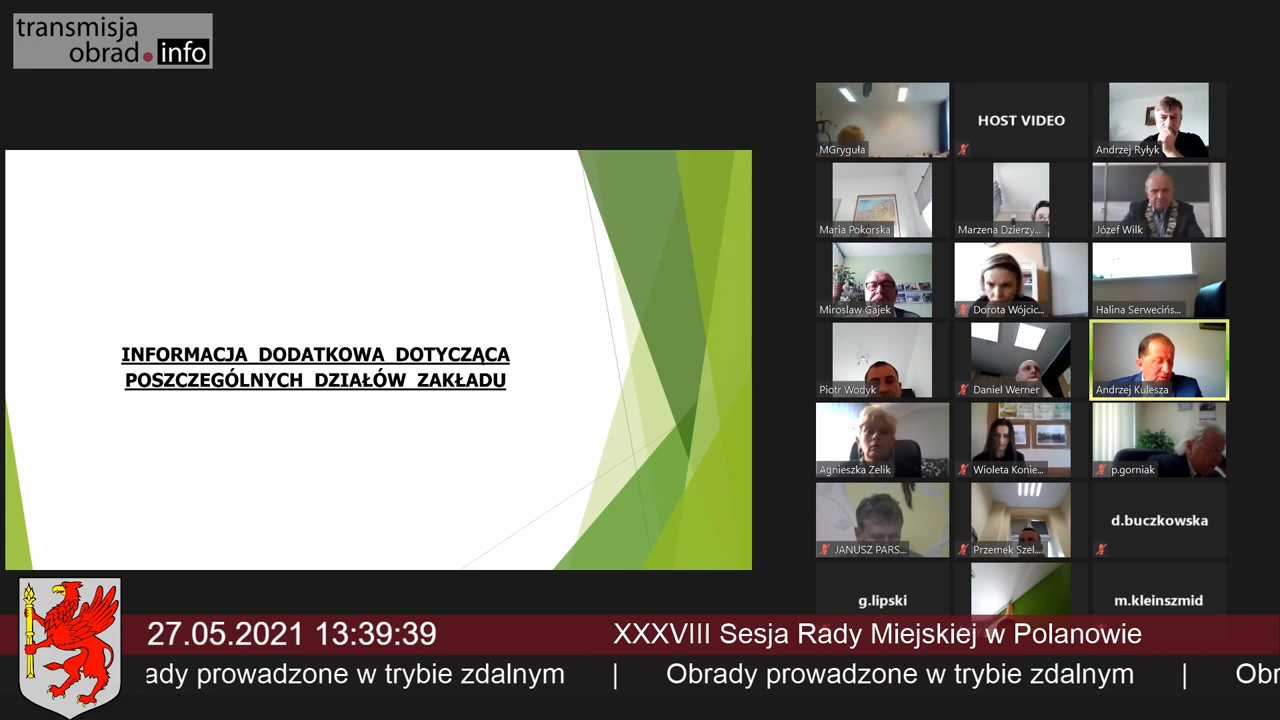 transmisja
obrad.info
INFORMACJA DODATKOWA DOTYCZĄCA
POSZCZEGÓLNYCH DZIAŁÓW ZAKŁADU
MGryguła
HOST VIDEO
Andrzej Ryłyk
Maria Pokorska
Marzena Dzierży...
Józef Wilk
Mirosław Gajek
Dorota Wójcic...
Halina Serwecińs...
Piotr Wodyk
Daniel Werner
Andrzej Kulesza
Agnieszka Zelik
Wioleta Konie...
p.gorniak
JANUSZ PARS...
Przemek Szel...
d.buczkowska
g.lipski
m.kleinszmid
27.05.2021 13:39:39
XXXVIII Sesja Rady Miejskiej w Polanowie
ady prowadzone w trybie zdalnym | Obrady prowadzone w trybie zdalnym | Obr